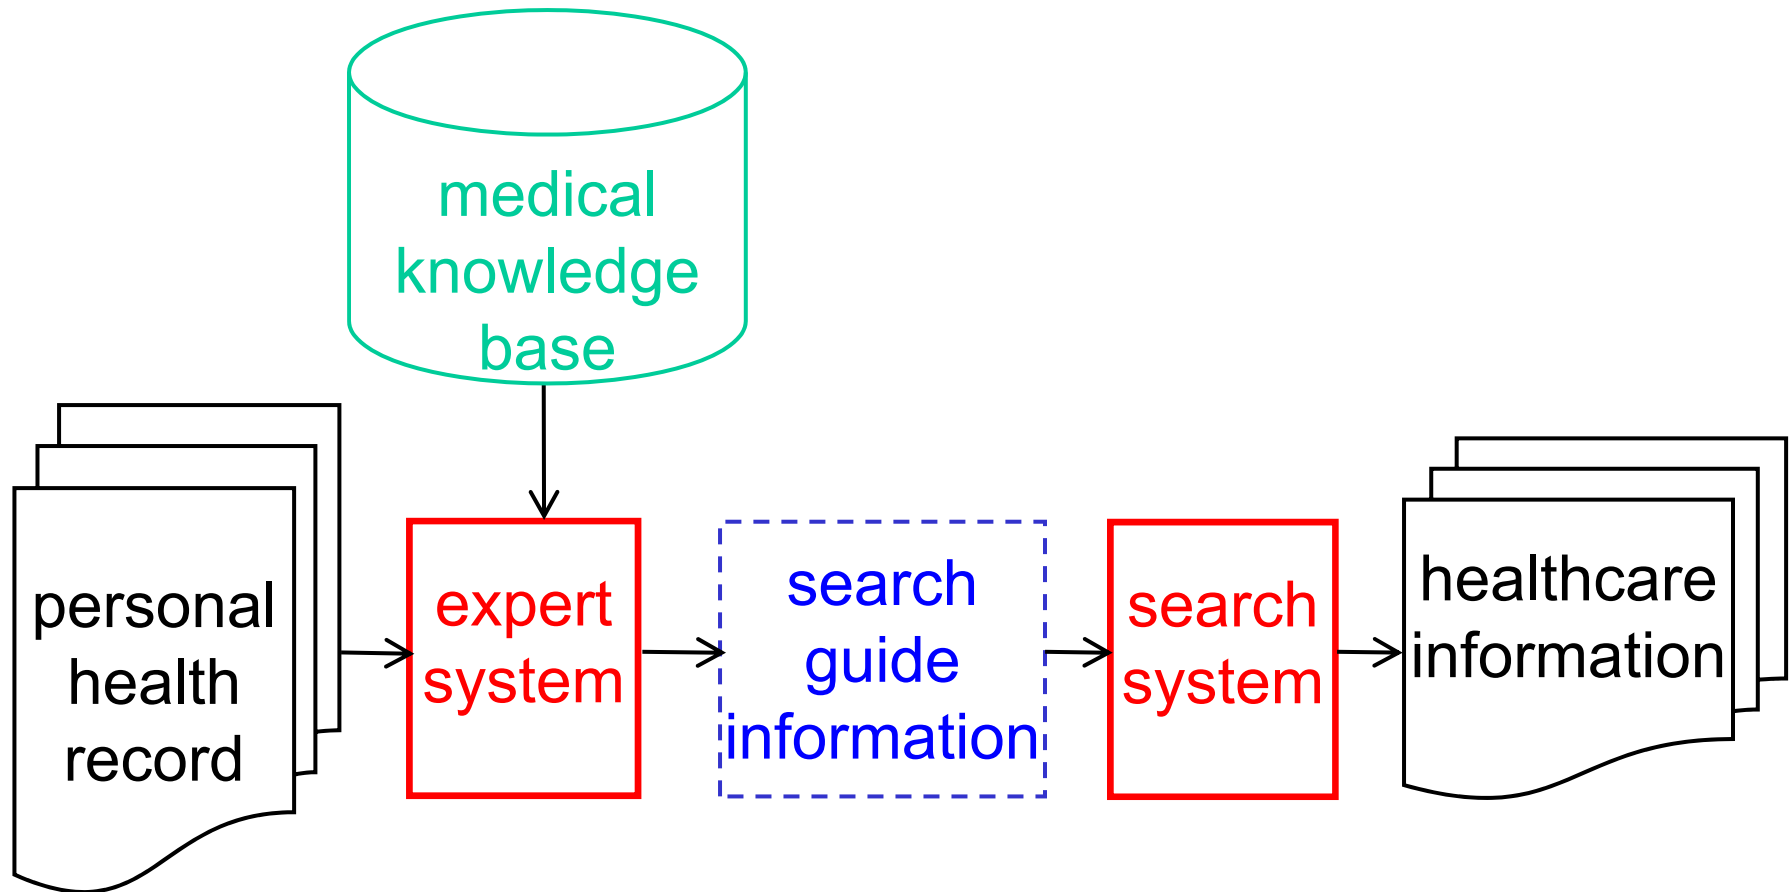 medical
knowledge
base
personal
health
record
expert
system
search
guide
information
search
system
healthcare
information